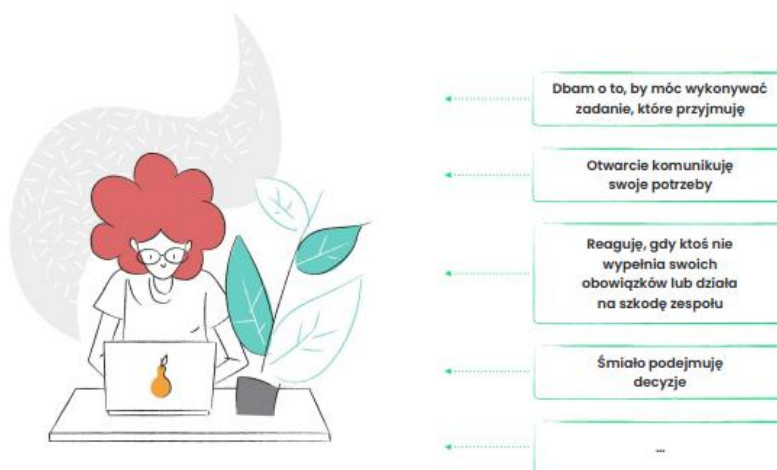 Dbam o to, by móc wykonywać
zadanie, które przyjmuję
Otwarcie komunikuję
swoje potrzeby
Reaguję, gdy ktoś nie
wypełnia swoich
obowiązków lub działa
na szkodę zespołu
Śmiało podejmuję
decyzje
...